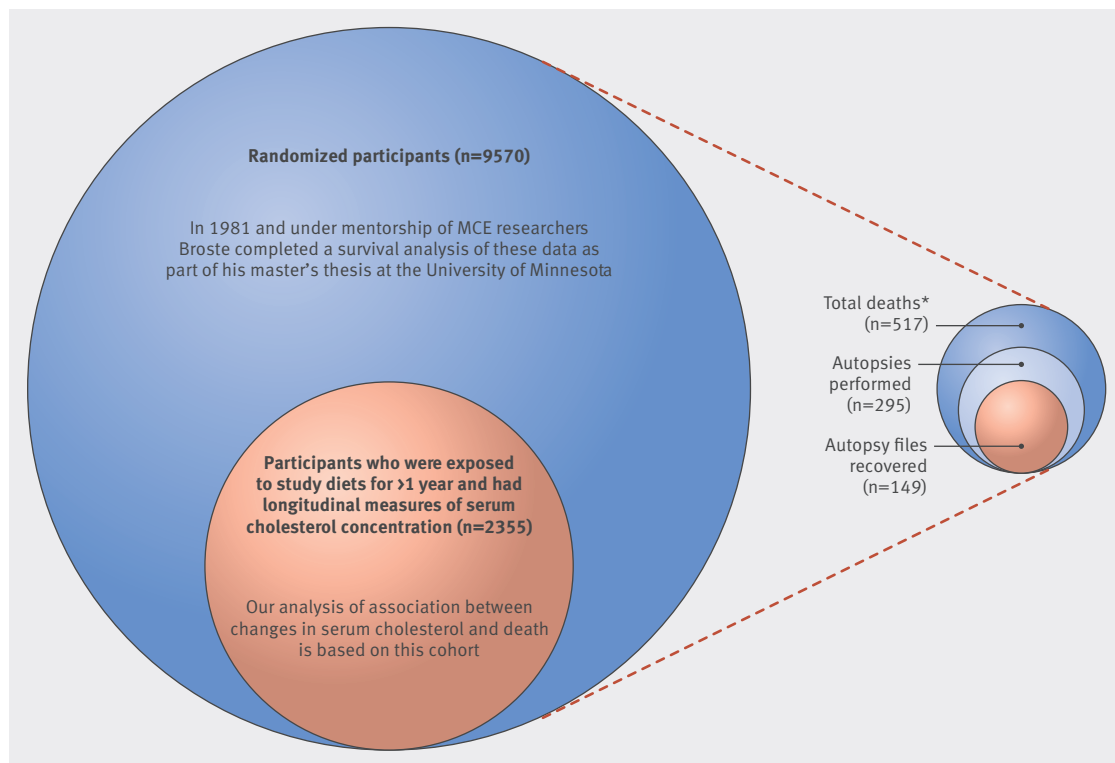 Randomized participants (n=9570)
In 1981 and under mentorship of MCE researchers
Broste completed a survival analysis of these data as
part of his master’s thesis at the University of Minnesota
Participants who were exposed
to study diets for >1 year and had
longitudinal measures of serum
cholesterol concentration (n=2355)
Our analysis of association between
changes in serum cholesterol and death
is based on this cohort
Total deaths*
(n=517)
Autopsies
performed
(n=295)
Autopsy files
recovered
(n=149)